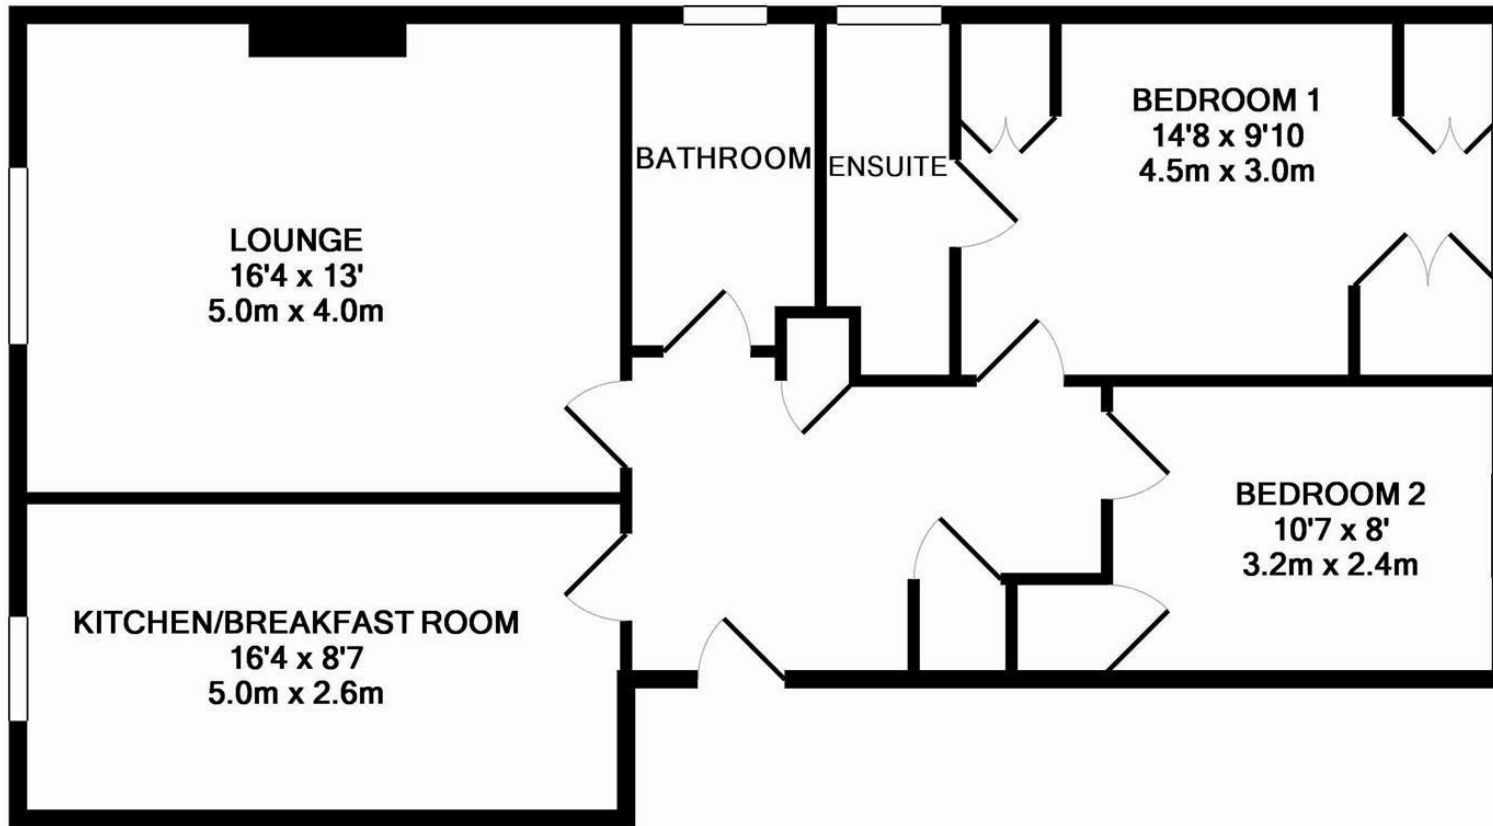 LOUNGE
16'4 x 13'
5.0m x 4.0m
BATHROOM
ENSUITE
BEDROOM 1
14'8 x 9'10
4.5m x 3.0m
KITCHEN/BREAKFAST ROOM
16'4 x 8'7
5.0m x 2.6m
BEDROOM 2
10'7 x 8'
3.2m x 2.4m